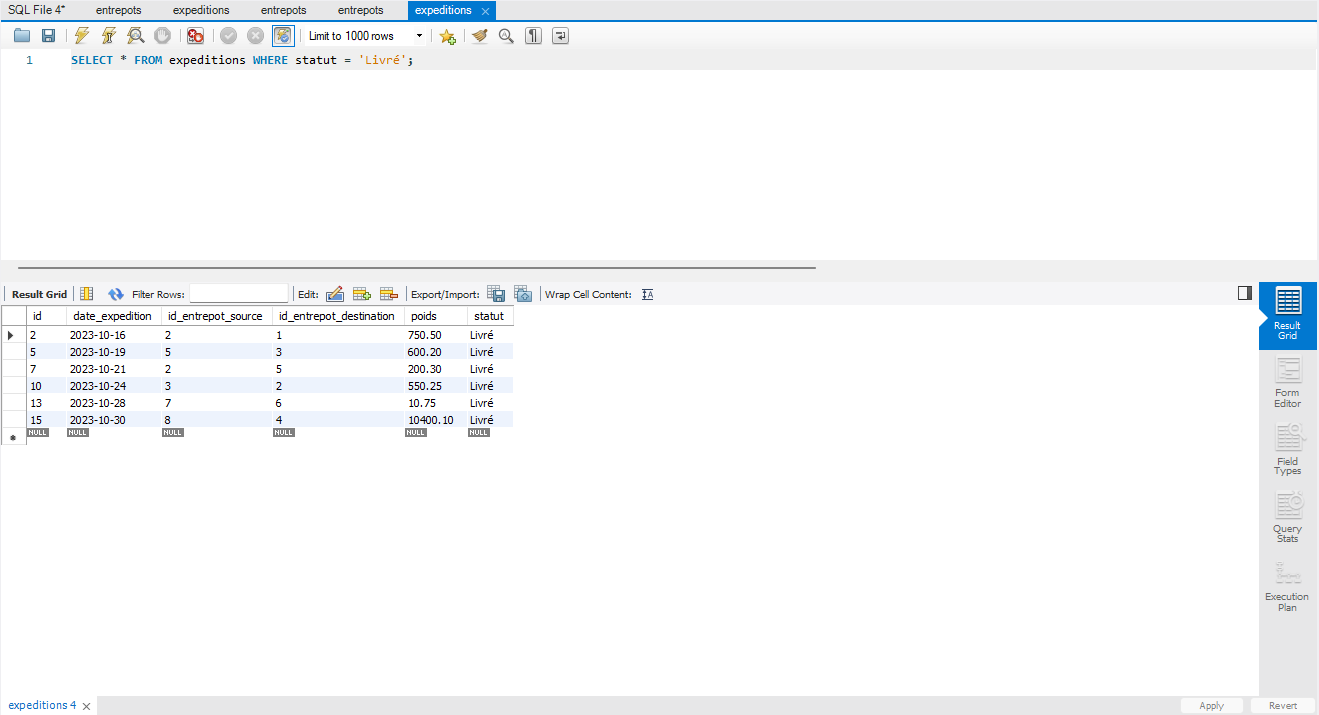 SQL File 4* entrepots expeditions entrepots entrepots expeditions
Limit to 1000 rows
1 SELECT * FROM expeditions WHERE statut = 'Livré';
Result Grid Filter Rows: Edit: Export/Import: Wrap Cell Content:
id date_expedition id_entrepot_source id_entrepot_destination poids statut
2 2023-10-16 2 1 750.50 Livré
5 2023-10-19 5 3 600.20 Livré
7 2023-10-21 2 5 200.30 Livré
10 2023-10-24 3 2 550.25 Livré
13 2023-10-28 7 6 10.75 Livré
15 2023-10-30 8 4 10400.10 Livré
NULL NULL NULL NULL NULL NULL
Result
Grid
Form
Editor
Field
Types
Query
Stats
Execution
Plan
expeditions 4
Apply Revert